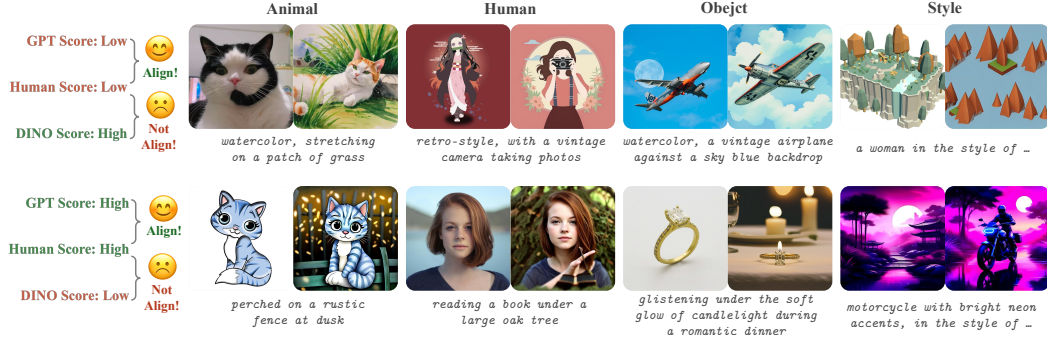 Animal
Human
Obejct
Style
GPT Score: Low
Align!
Human Score: Low
DINO Score: High
Not
Align!
watercolor, stretching
on a patch of grass
retro-style, with a vintage
camera taking photos
watercolor, a vintage airplane
against a sky blue backdrop
a woman in the style of …
GPT Score: High
Align!
Human Score: High
DINO Score: Low
Not
Align!
perched on a rustic
fence at dusk
reading a book under a
large oak tree
glistening under the soft
glow of candlelight during
a romantic dinner
motorcycle with bright neon
accents, in the style of …